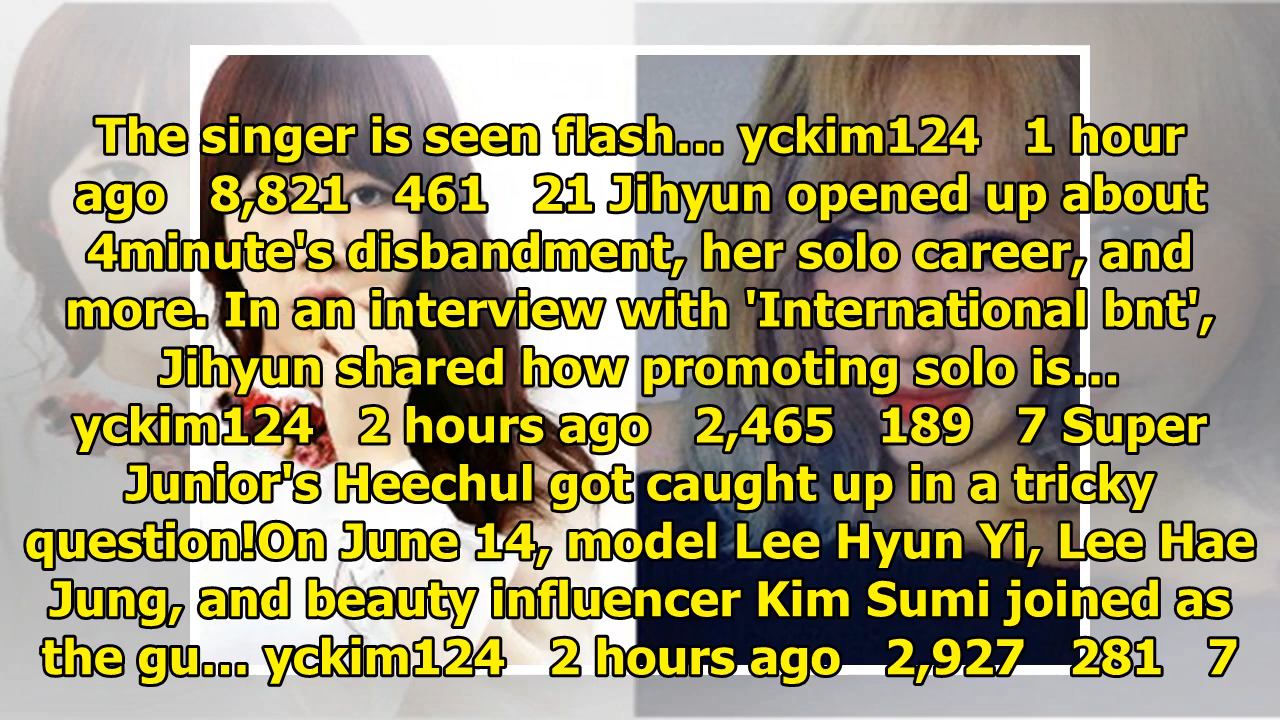 The singer is seen flash... yckim124 1 hour
ago 8,821 461 21 Jihyun opened up about
4minute's disbandment, her solo career, and
more. In an interview with 'International bnt',
Jihyun shared how promoting solo is...
yckim124 2 hours ago 2,465 189 7 Super
Junior's Heechul got caught up in a tricky
question!On June 14, model Lee Hyun Yi, Lee Hae
Jung, and beauty influencer Kim Sumi joined as
the gu... yckim124 2 hours ago 2,927 281 7